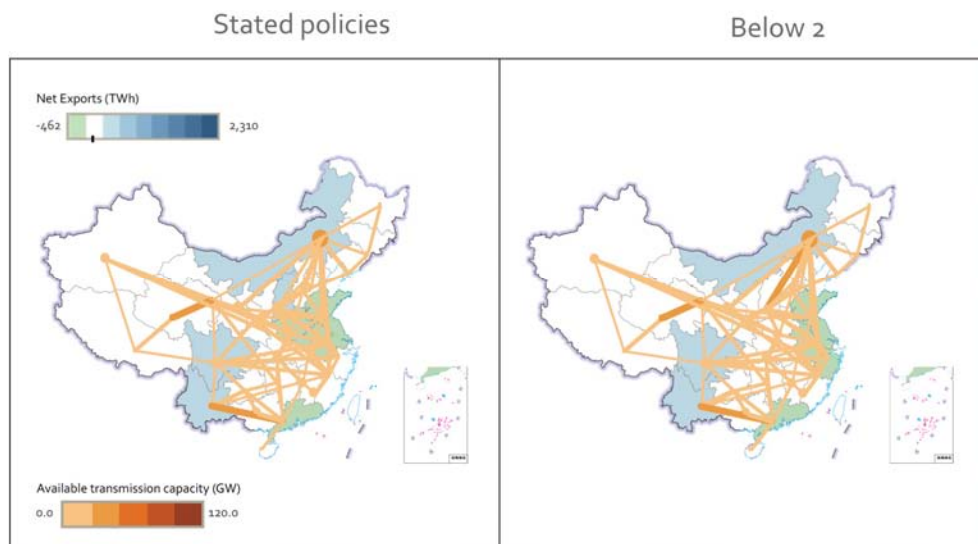 Stated policies
Below 2
Net Exports (TWh)
-462 2,310
Available transmission capacity (GW)
0.0 120.0